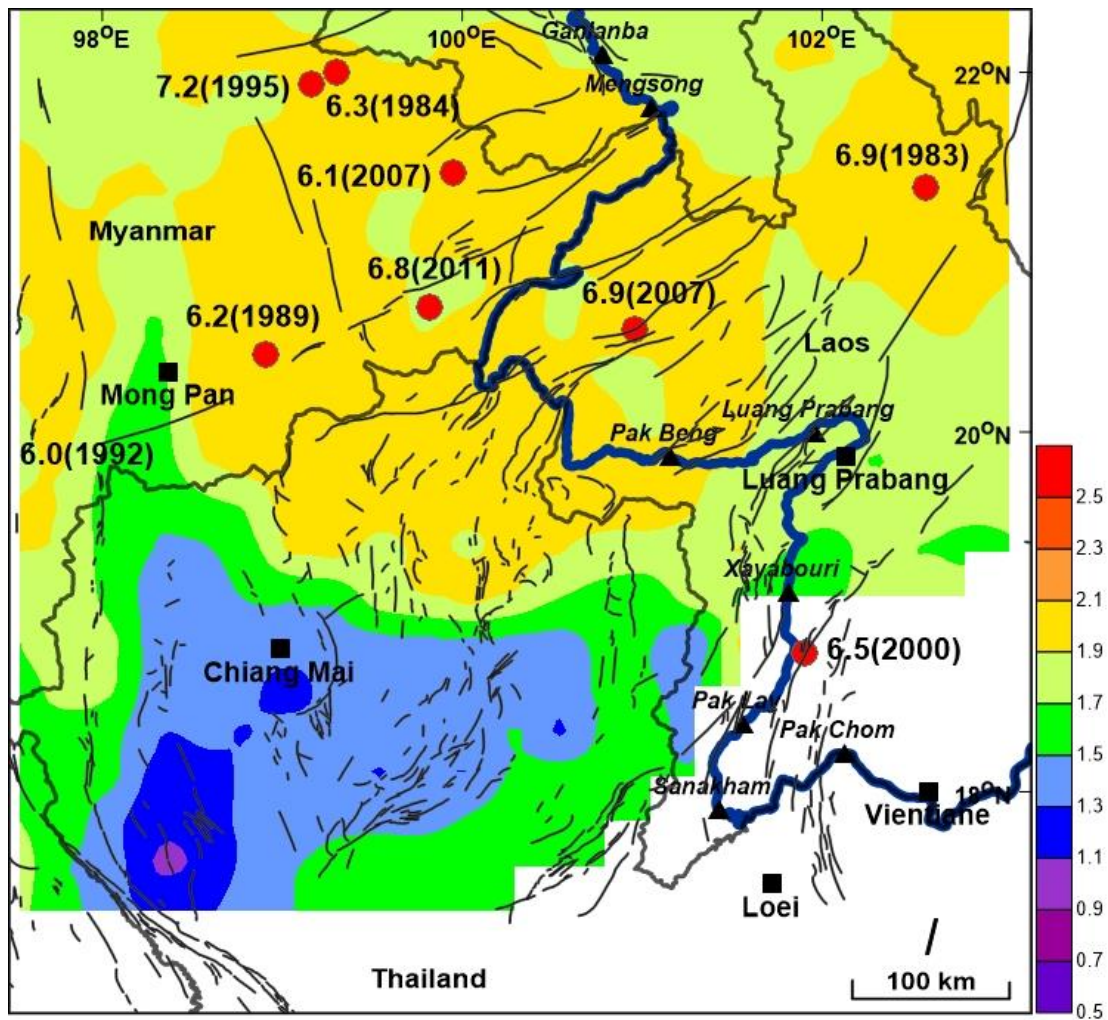 98°E
100°E
102°E
Ganlanba
22°N
7.2(1995)
6.3(1984)
Mengsong
6.9(1983)
6.1(2007)
Myanmar
6.8(2011)
6.9(2007)
6.2(1989)
Laos
Mong Pan
Luang Prabang
Pak Beng
20°N
6.0(1992)
Luang Prabang
2.5
2.3
Xayabouri
2.1
1.9
6.5(2000)
Chiang Mai
1.7
Pak Lai
Pak Chom
1.5
Sanakham
18°N
1.3
Vientiane
1.1
Loei
0.9
0.7
Thailand
100 km
0.5